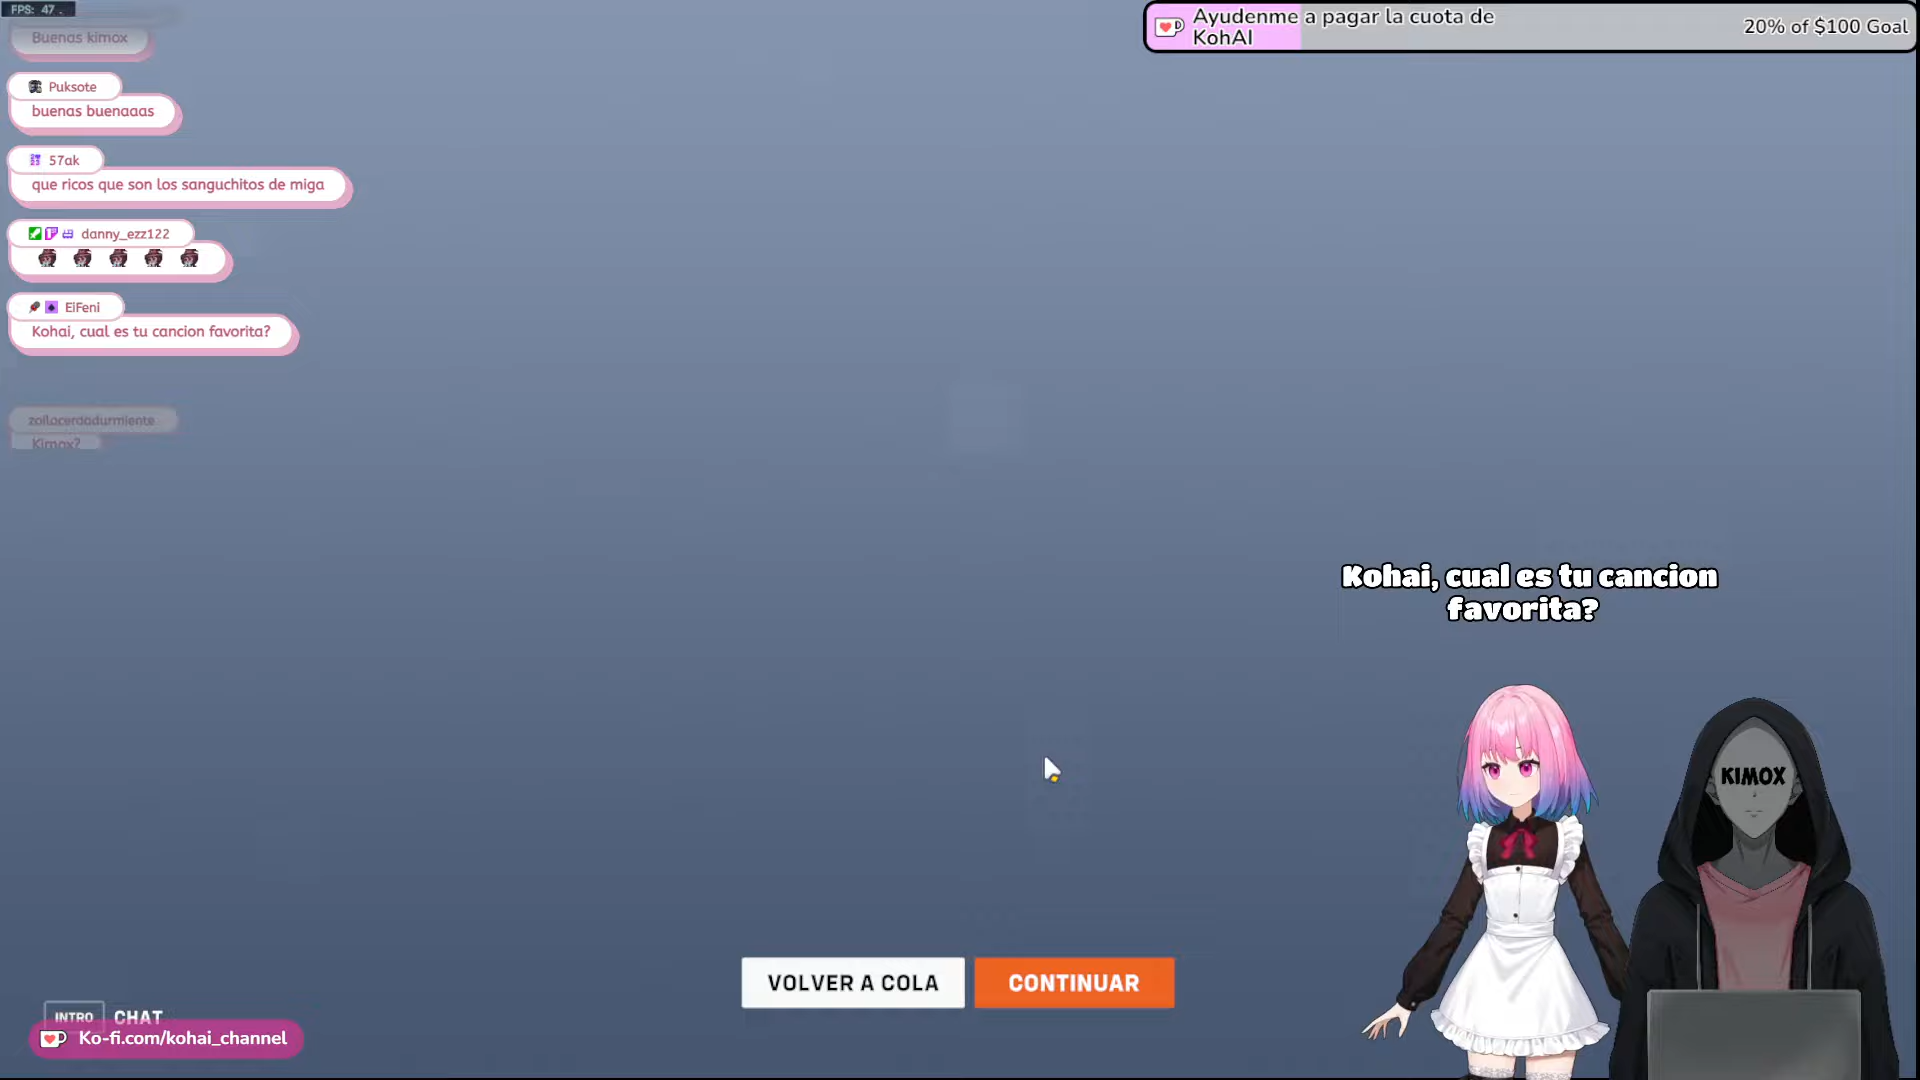 FPS: 47
Buenas kimox
Puksote
buenas buenaaas
57ak
que ricos que son los sanguchitos de miga
danny_ezz122
EiFeni
Kohai, cual es tu cancion favorita?
zoilacerdadurmiente
Kimox?
Ayudenme a pagar la cuota de
KohAI
20% of $100 Goal
Kohai, cual es tu cancion
favorita?
KIMOX
VOLVER A COLA
CONTINUAR
INTRO CHAT
Ko-fi.com/kohai_channel